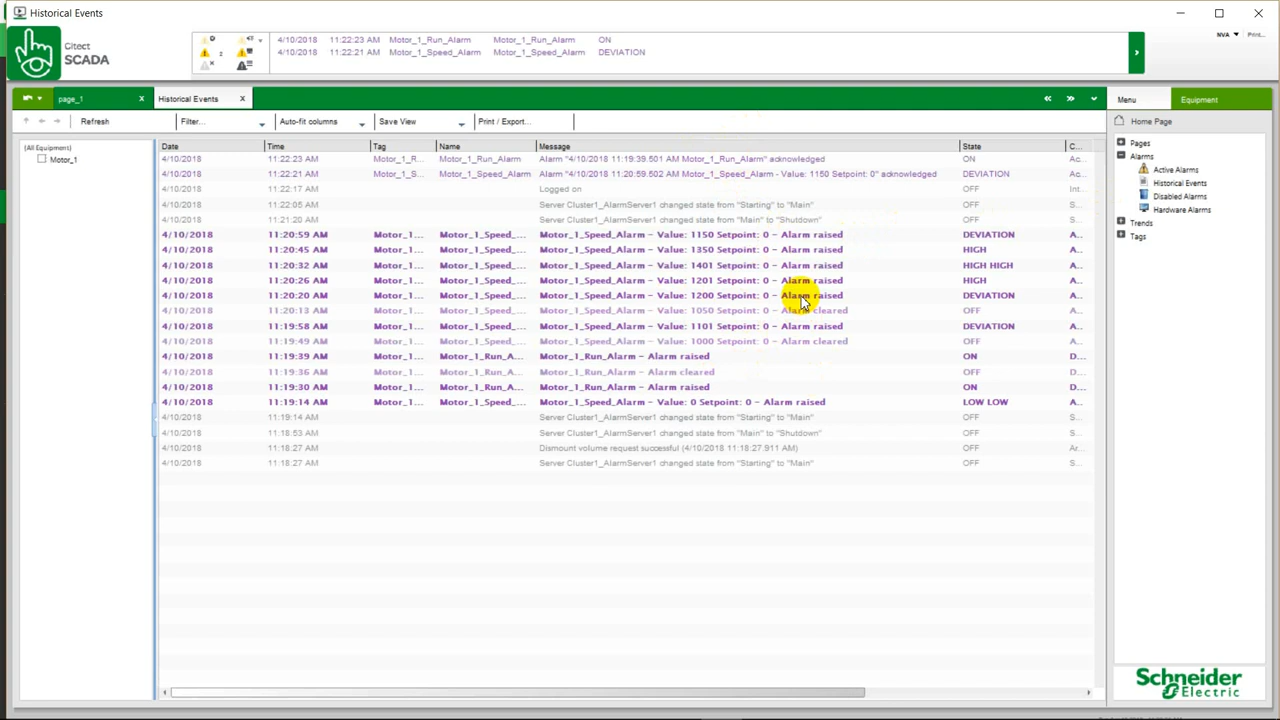 Historical Events
Citect
SCADA
4/10/2018 11:22:23 AM Motor_1_Run_Alarm Motor_1_Run_Alarm ON
4/10/2018 11:22:21 AM Motor_1_Speed_Alarm Motor_1_Speed_Alarm DEVIATION
NVA Print...
page_1 x Historical Events x
Menu Equipment
Refresh Filter... Auto-fit columns Save View Print / Export...
Home Page
(All Equipment)
Motor_1
Date Time Tag Name Message State C...
4/10/2018 11:22:23 AM Motor_1_R... Motor_1_Run_Alarm Alarm "4/10/2018 11:19:39.501 AM Motor_1_Run_Alarm" acknowledged ON Ac...
4/10/2018 11:22:21 AM Motor_1_S... Motor_1_Speed_Alarm Alarm "4/10/2018 11:20:59.502 AM Motor_1_Speed_Alarm - Value: 1150 Setpoint: 0" acknowledged DEVIATION Ac...
4/10/2018 11:22:17 AM Logged on OFF Int...
4/10/2018 11:22:05 AM Server Cluster1_AlarmServer1 changed state from "Starting" to "Main" OFF S...
4/10/2018 11:21:20 AM Server Cluster1_AlarmServer1 changed state from "Main" to "Shutdown" OFF S...
4/10/2018 11:20:59 AM Motor_1... Motor_1_Speed_... Motor_1_Speed_Alarm - Value: 1150 Setpoint: 0 - Alarm raised DEVIATION A...
4/10/2018 11:20:45 AM Motor_1... Motor_1_Speed_... Motor_1_Speed_Alarm - Value: 1350 Setpoint: 0 - Alarm raised HIGH A...
4/10/2018 11:20:32 AM Motor_1... Motor_1_Speed_... Motor_1_Speed_Alarm - Value: 1401 Setpoint: 0 - Alarm raised HIGH HIGH A...
4/10/2018 11:20:26 AM Motor_1... Motor_1_Speed_... Motor_1_Speed_Alarm - Value: 1201 Setpoint: 0 - Alarm raised HIGH A...
4/10/2018 11:20:20 AM Motor_1... Motor_1_Speed_... Motor_1_Speed_Alarm - Value: 1200 Setpoint: 0 - Alarm raised DEVIATION A...
4/10/2018 11:20:13 AM Motor_1... Motor_1_Speed_... Motor_1_Speed_Alarm - Value: 1050 Setpoint: 0 - Alarm cleared OFF A...
4/10/2018 11:19:58 AM Motor_1... Motor_1_Speed_... Motor_1_Speed_Alarm - Value: 1101 Setpoint: 0 - Alarm raised DEVIATION A...
4/10/2018 11:19:49 AM Motor_1... Motor_1_Speed_... Motor_1_Speed_Alarm - Value: 1000 Setpoint: 0 - Alarm cleared OFF A...
4/10/2018 11:19:39 AM Motor_1... Motor_1_Run_A... Motor_1_Run_Alarm - Alarm raised ON D...
4/10/2018 11:19:36 AM Motor_1... Motor_1_Run_A... Motor_1_Run_Alarm - Alarm cleared OFF D...
4/10/2018 11:19:30 AM Motor_1... Motor_1_Run_A... Motor_1_Run_Alarm - Alarm raised ON D...
4/10/2018 11:19:14 AM Motor_1... Motor_1_Speed_... Motor_1_Speed_Alarm - Value: 0 Setpoint: 0 - Alarm raised LOW LOW A...
4/10/2018 11:19:14 AM Server Cluster1_AlarmServer1 changed state from "Starting" to "Main" OFF S...
4/10/2018 11:18:53 AM Server Cluster1_AlarmServer1 changed state from "Main" to "Shutdown" OFF S...
4/10/2018 11:18:27 AM Dismount volume request successful (4/10/2018 11:18:27.911 AM) OFF Ar...
4/10/2018 11:18:27 AM Server Cluster1_AlarmServer1 changed state from "Starting" to "Main" OFF S...
Pages
Alarms
Active Alarms
Historical Events
Disabled Alarms
Hardware Alarms
Trends
Tags
Schneider
Electric